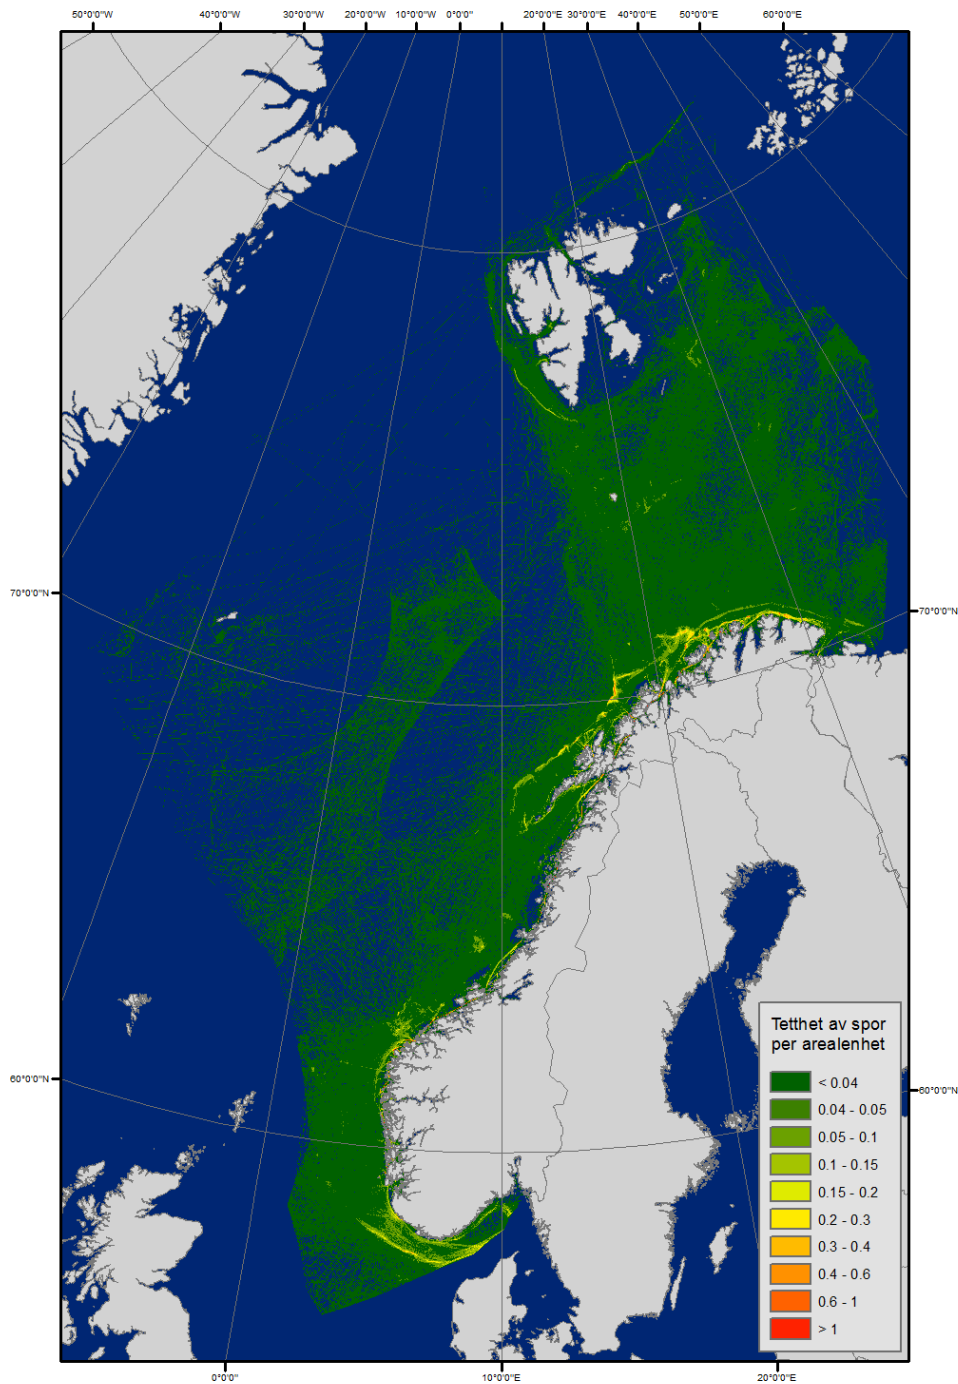 50°0'0"W 40°0'0"W 30°0'0"W 20°0'0"W 10°0'0"W 0°0'0" 20°0'0"E 30°0'0"E 40°0'0"E 50°0'0"E 60°0'0"E
70°0'0"N 70°0'0"N
Tetthet av spor
per arealenhet
< 0.04
0.04 - 0.05
0.05 - 0.1
0.1 - 0.15
0.15 - 0.2
0.2 - 0.3
0.3 - 0.4
0.4 - 0.6
0.6 - 1
> 1
60°0'0"N 60°0'0"N
0°0'0" 10°0'0"E 20°0'0"E